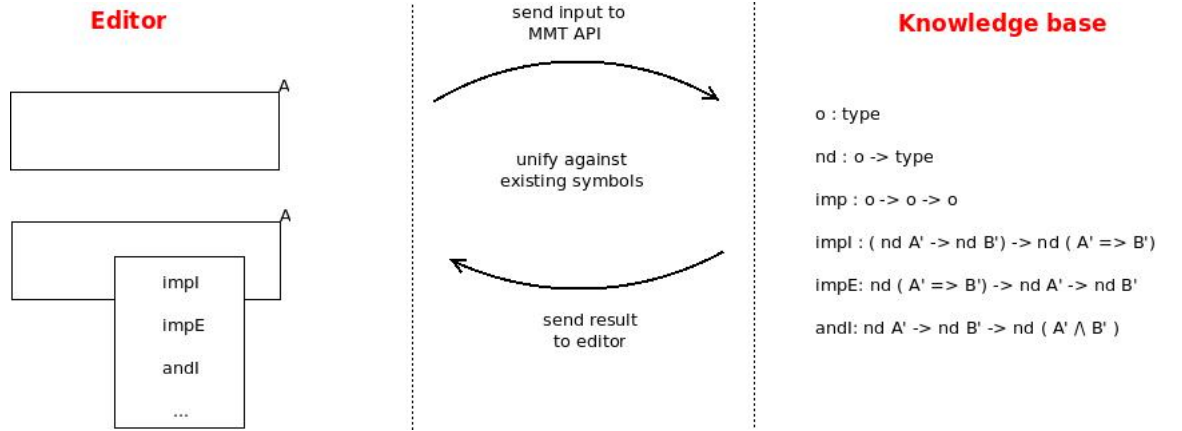 Editor
A
A
impI
impE
andI
...
send input to
MMT API
unify against
existing symbols
send result
to editor
Knowledge base
o : type
nd : o -> type
imp : o -> o -> o
impI : ( nd A' -> nd B') -> nd ( A' => B')
impE: nd ( A' => B') -> nd A' -> nd B'
andI: nd A' -> nd B' -> nd ( A' /\ B' )